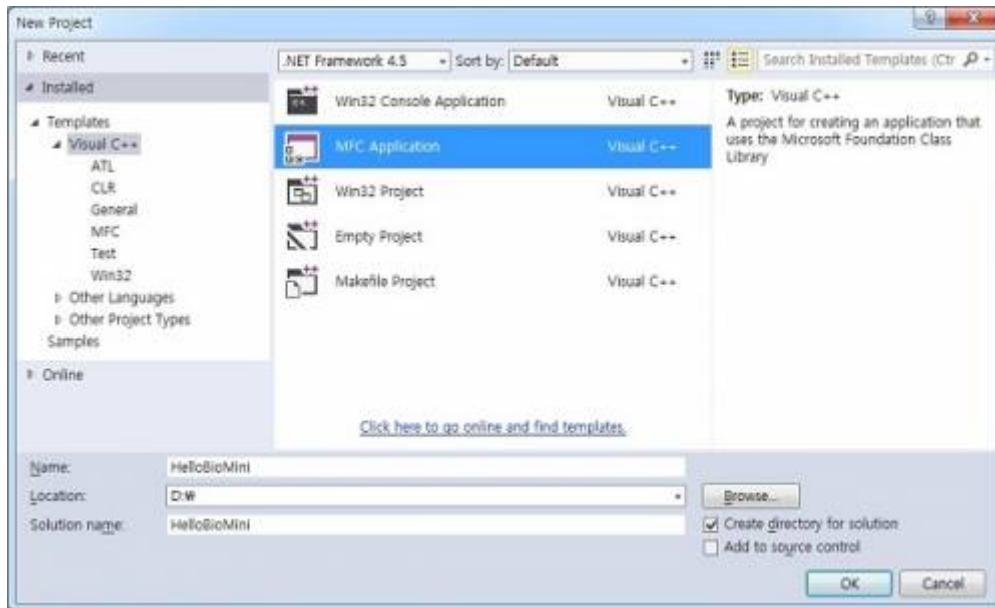 New Project
Recent
Installed
Templates
Visual C++
ATL
CLR
General
MFC
Test
Win32
Other Languages
Other Project Types
Samples
Online
.NET Framework 4.5
Sort by: Default
Search Installed Templates (Ctr
Win32 Console Application Visual C++
MFC Application Visual C++
Win32 Project Visual C++
Empty Project Visual C++
Makefile Project Visual C++
Click here to go online and find templates.
Type: Visual C++
A project for creating an application that
uses the Microsoft Foundation Class
Library
Name: HelloBioMini
Location: D:₩
Browse...
Solution name: HelloBioMini
Create directory for solution
Add to source control
OK Cancel